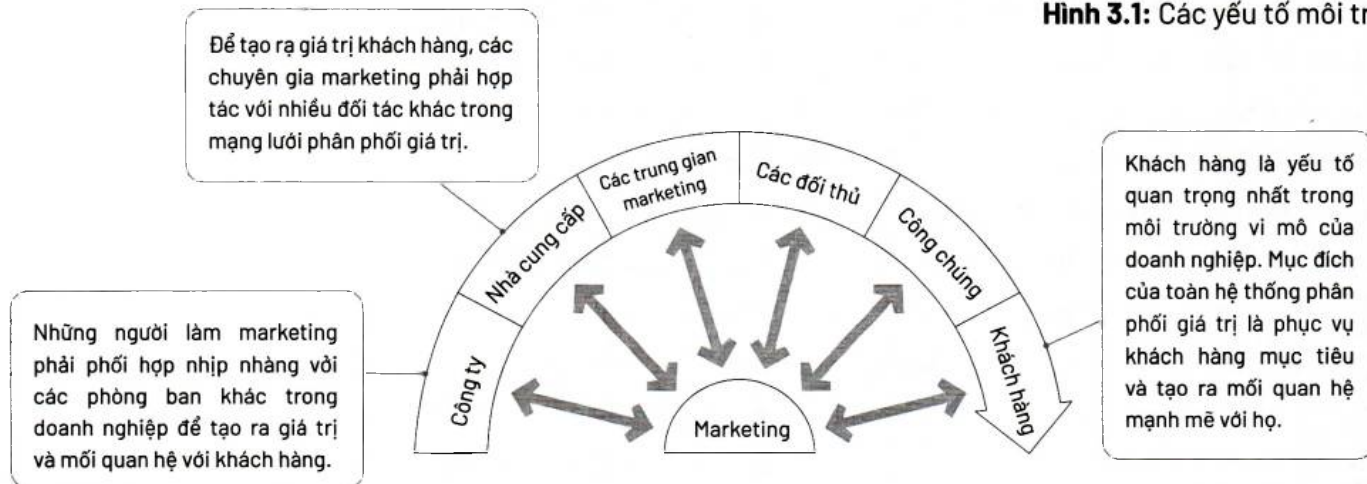 Hình 3.1: Các yếu tố môi tr
Để tạo rạ giá trị khách hàng, các
chuyên gia marketing phải hợp
tác với nhiều đối tác khác trong
mạng lưới phân phối giá trị.
Những người làm marketing
phải phối hợp nhịp nhàng với
các phòng ban khác trong
doanh nghiệp để tạo ra giá trị
và mối quan hệ với khách hàng.
Công ty
Nhà cung cấp
Các trung gian
marketing
Các đối thủ
Công chúng
Khách hàng
Marketing
Khách hàng là yếu tố
quan trọng nhất trong
môi trường vi mô của
doanh nghiệp. Mục đích
của toàn hệ thống phân
phối giá trị là phục vụ
khách hàng mục tiêu
và tạo ra mối quan hệ
mạnh mẽ với họ.